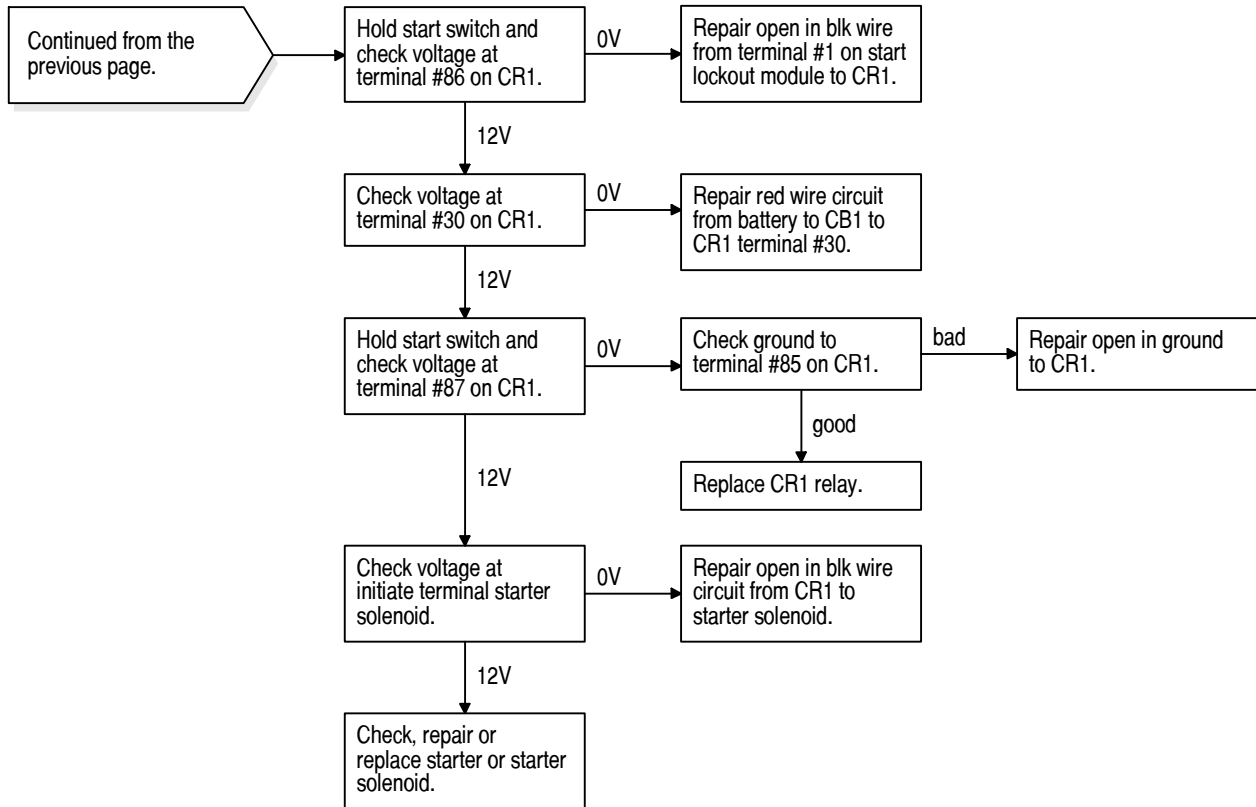 Continued from the
previous page.
Hold start switch and
check voltage at
terminal #86 on CR1.
0V
Repair open in blk wire
from terminal #1 on start
lockout module to CR1.
12V
Check voltage at
terminal #30 on CR1.
0V
Repair red wire circuit
from battery to CB1 to
CR1 terminal #30.
12V
Hold start switch and
check voltage at
terminal #87 on CR1.
0V
Check ground to
terminal #85 on CR1.
bad
Repair open in ground
to CR1.
good
Replace CR1 relay.
12V
Check voltage at
initiate terminal starter
solenoid.
0V
Repair open in blk wire
circuit from CR1 to
starter solenoid.
12V
Check, repair or
replace starter or starter
solenoid.